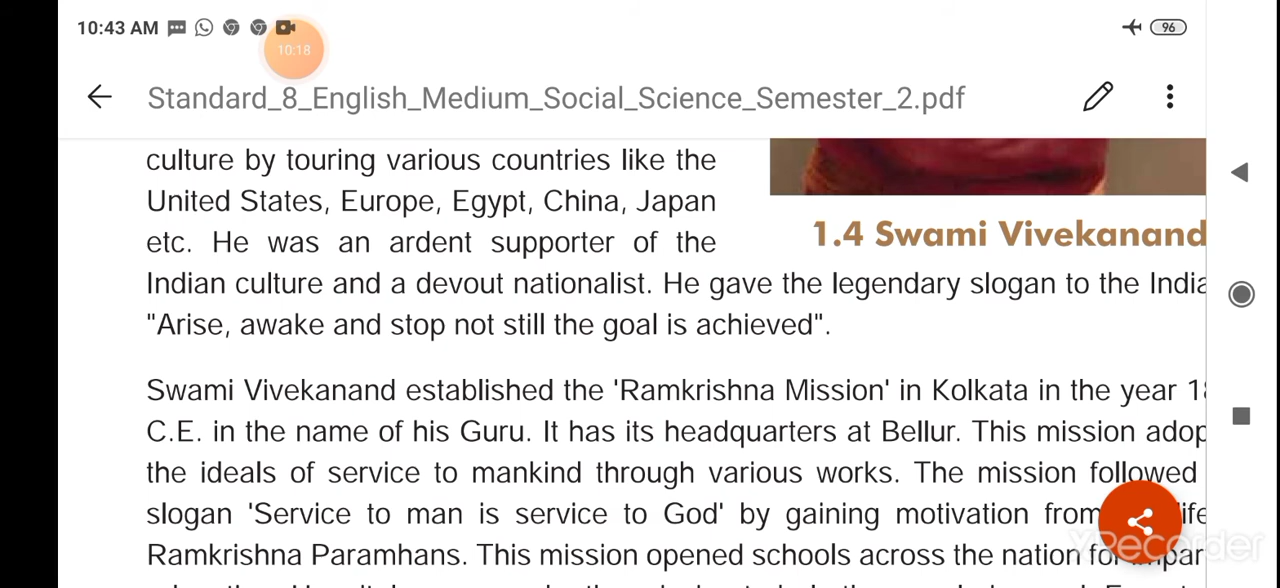 10:43 AM
10:18
96
Standard_8_English_Medium_Social_Science_Semester_2.pdf
culture by touring various countries like the
United States, Europe, Egypt, China, Japan
etc. He was an ardent supporter of the
1.4 Swami Vivekanand
Indian culture and a devout nationalist. He gave the legendary slogan to the India
"Arise, awake and stop not still the goal is achieved".
Swami Vivekanand established the 'Ramkrishna Mission' in Kolkata in the year 1
C.E. in the name of his Guru. It has its headquarters at Bellur. This mission adop
the ideals of service to mankind through various works. The mission followed
slogan 'Service to man is service to God' by gaining motivation from life
Ramkrishna Paramhans. This mission opened schools across the nation for impar
XRecorder